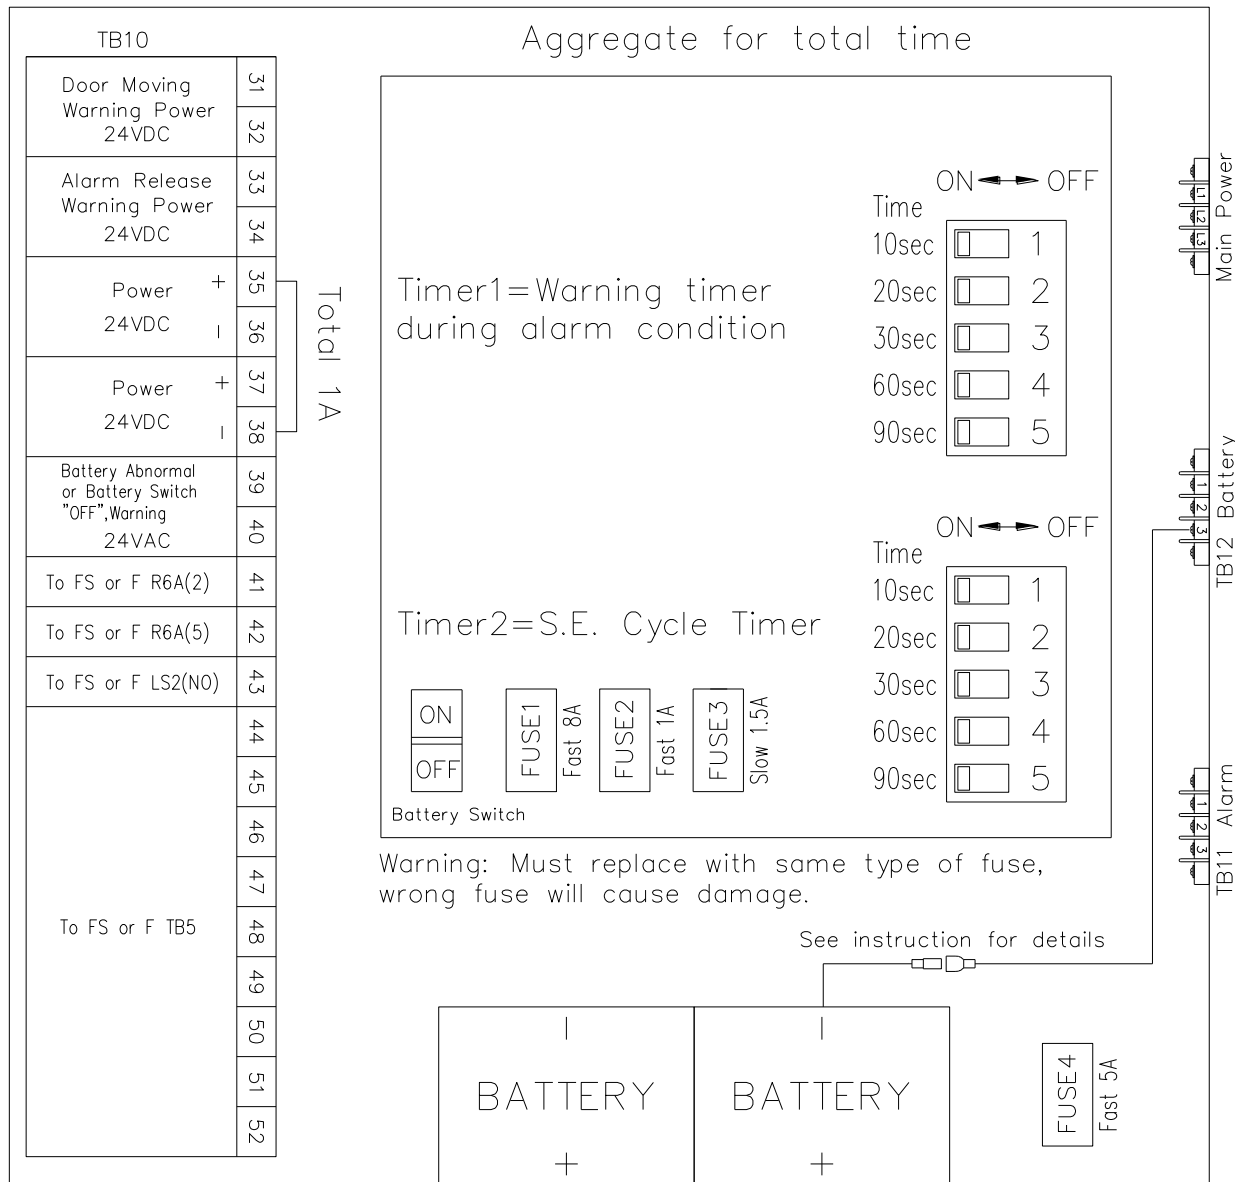 TB10
Door Moving
Warning Power
24VDC
31
32
Alarm Release
Warning Power
24VDC
33
34
Power +
24VDC -
35
36
Power +
24VDC -
37
38
Total 1A
Battery Abnormal
or Battery Switch
"OFF",Warning
24VAC
39
40
To FS or F R6A(2)
41
To FS or F R6A(5)
42
To FS or F LS2(NO)
43
To FS or F TB5
44
45
46
47
48
49
50
51
52
Aggregate for total time
Timer1=Warning timer
during alarm condition
ON OFF
Time
10sec 1
20sec 2
30sec 3
60sec 4
90sec 5
Timer2=S.E. Cycle Timer
ON OFF
Time
10sec 1
20sec 2
30sec 3
60sec 4
90sec 5
ON
OFF
Battery Switch
FUSE1
Fast 8A
FUSE2
Fast 1A
FUSE3
Slow 1.5A
Warning: Must replace with same type of fuse,
wrong fuse will cause damage.
See instruction for details
-
BATTERY
+
-
BATTERY
+
FUSE4
Fast 5A
L1
L2
L3
Main Power
1
2
3
TB12 Battery
1
2
3
TB11 Alarm